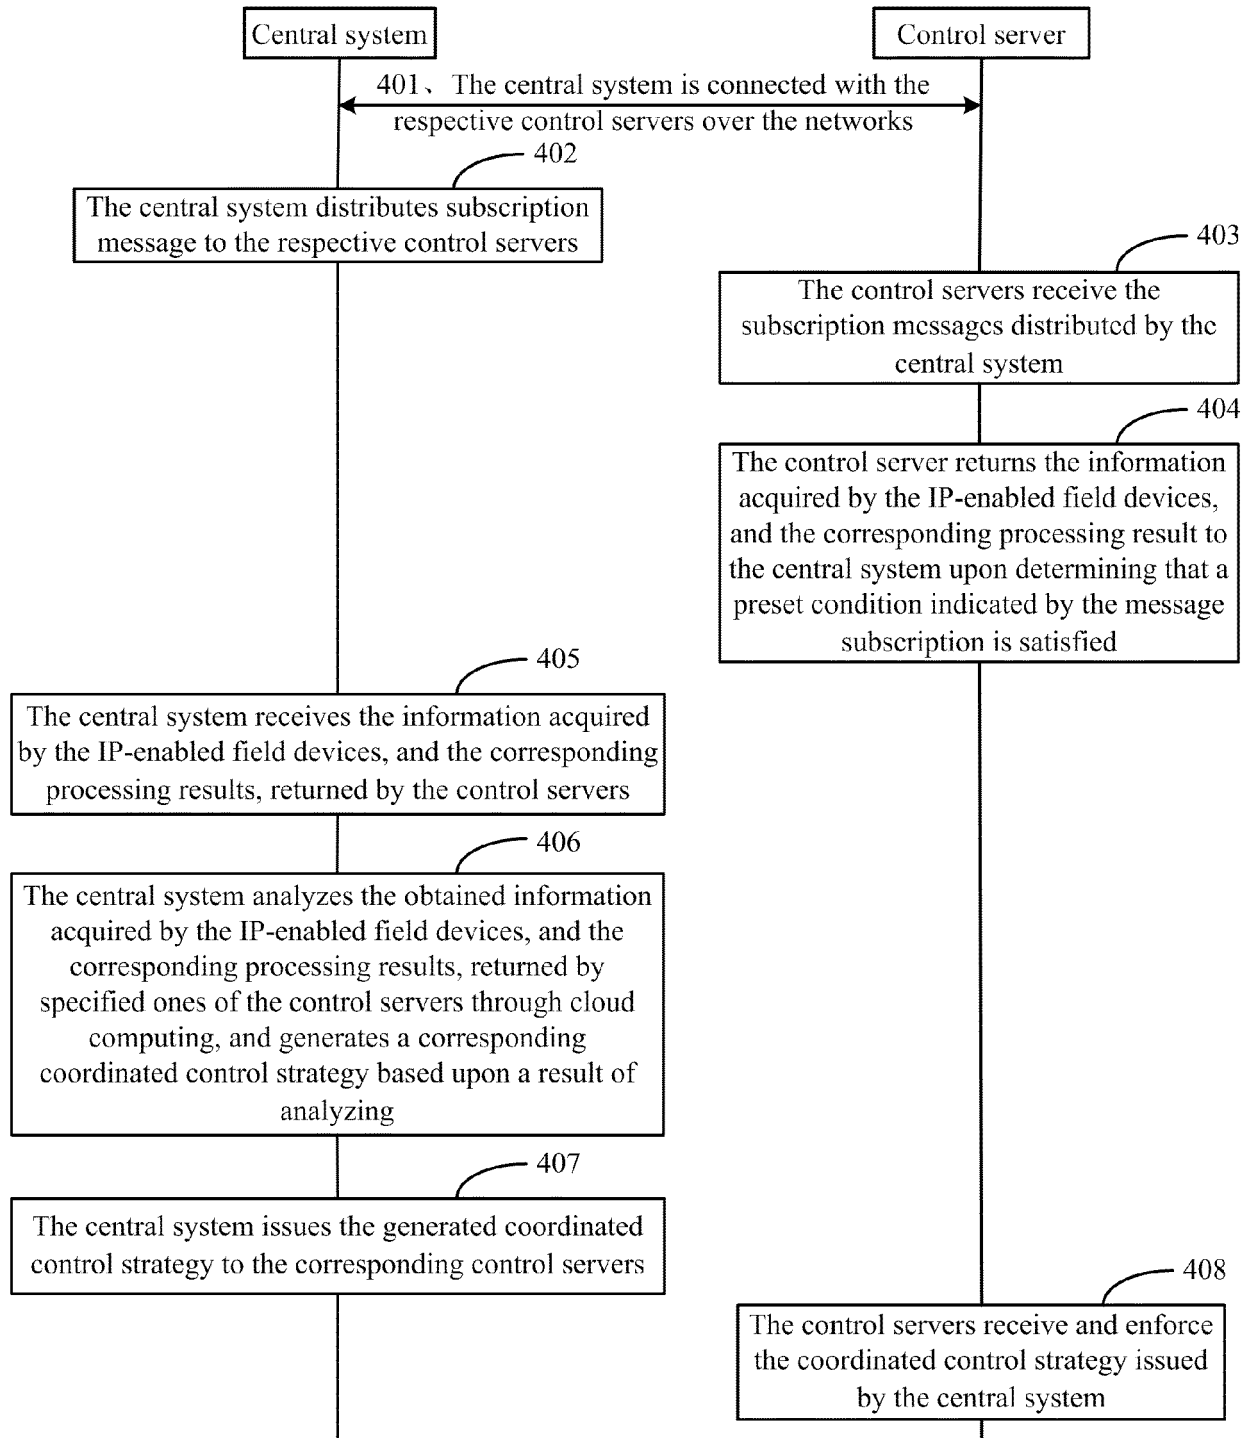 Central system
Control server
401、The central system is connected with the
respective control servers over the networks
402
The central system distributes subscription
message to the respective control servers
403
The control servers receive the
subscription messages distributed by the
central system
404
The control server returns the information
acquired by the IP-enabled field devices,
and the corresponding processing result to
the central system upon determining that a
preset condition indicated by the message
subscription is satisfied
405
The central system receives the information acquired
by the IP-enabled field devices, and the corresponding
processing results, returned by the control servers
406
The central system analyzes the obtained information
acquired by the IP-enabled field devices, and the
corresponding processing results, returned by
specified ones of the control servers through cloud
computing, and generates a corresponding
coordinated control strategy based upon a result of
analyzing
407
The central system issues the generated coordinated
control strategy to the corresponding control servers
408
The control servers receive and enforce
the coordinated control strategy issued
by the central system